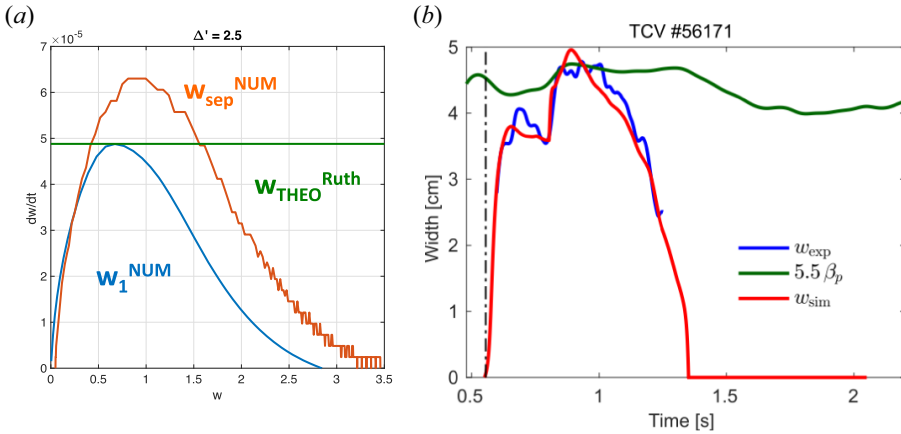 (a)
Δ' = 2.5
×10⁻⁵
7
6
5
4
3
2
1
0
dw/dt
W_sep^NUM
W_THEO^Ruth
W_1^NUM
0 0.5 1 1.5 2 2.5 3 3.5
w
(b)
TCV #56171
5
4
3
2
1
0
Width [cm]
w_exp
5.5 β_p
w_sim
0.5 1 1.5 2
Time [s]